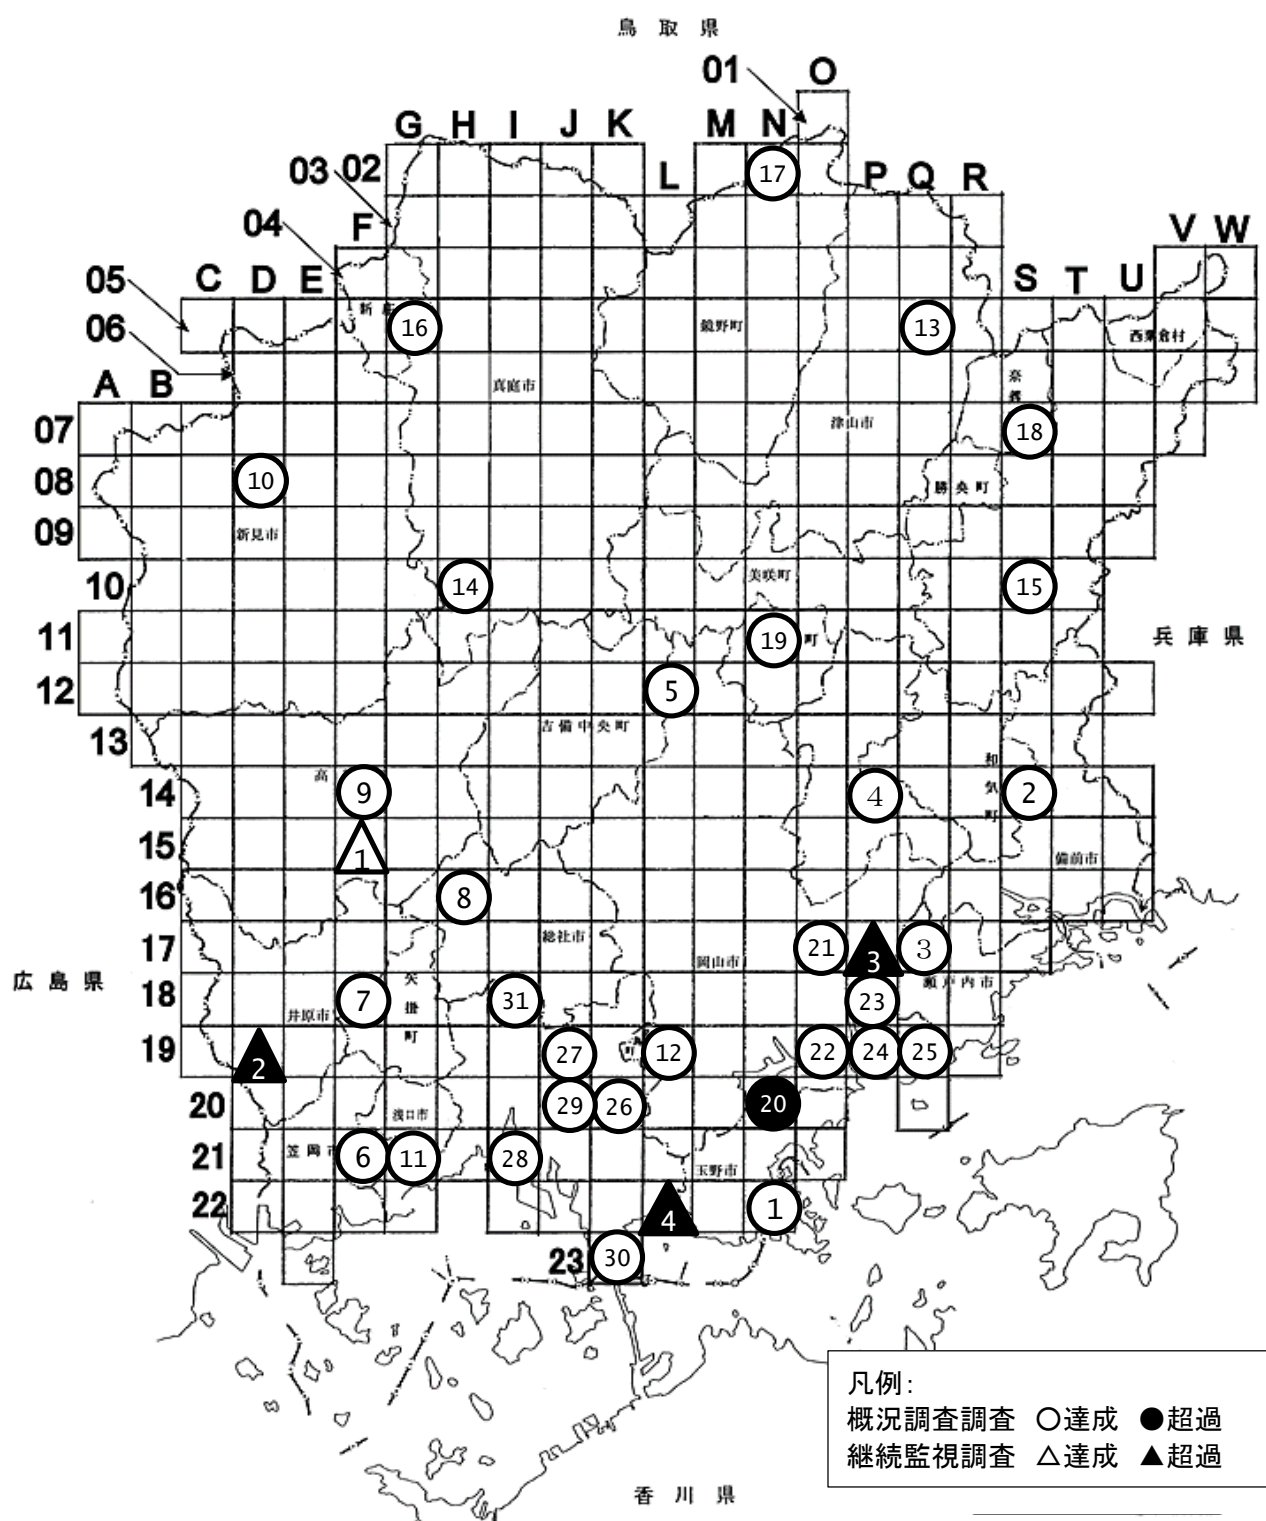 鳥取県
01 O
G H I J K M N
03 02 L 17 P Q R
04 F V W
05 C D E S T U
06 新庄 16 鏡野町 13 西粟倉村
A B 真庭市 奈義
07 津山市 18
08 10 勝央町
09 新見市
10 14 美咲町 15
11 19 町 兵庫県
12 5
13 吉備中央町
14 高 9 4 和気町 2
15 1 備前市
16 8
17 総社市 岡山市 21 3 3
広島県
18 井原市 7 矢掛町 31 23 瀬戸内市
19 2 27 12 22 24 25
20 浅口市 29 26 20
21 笠岡市 6 11 28 玉野市
22 4 1
23 30
凡例:
概況調査調査 ○達成 ●超過
継続監視調査 △達成 ▲超過
香川県